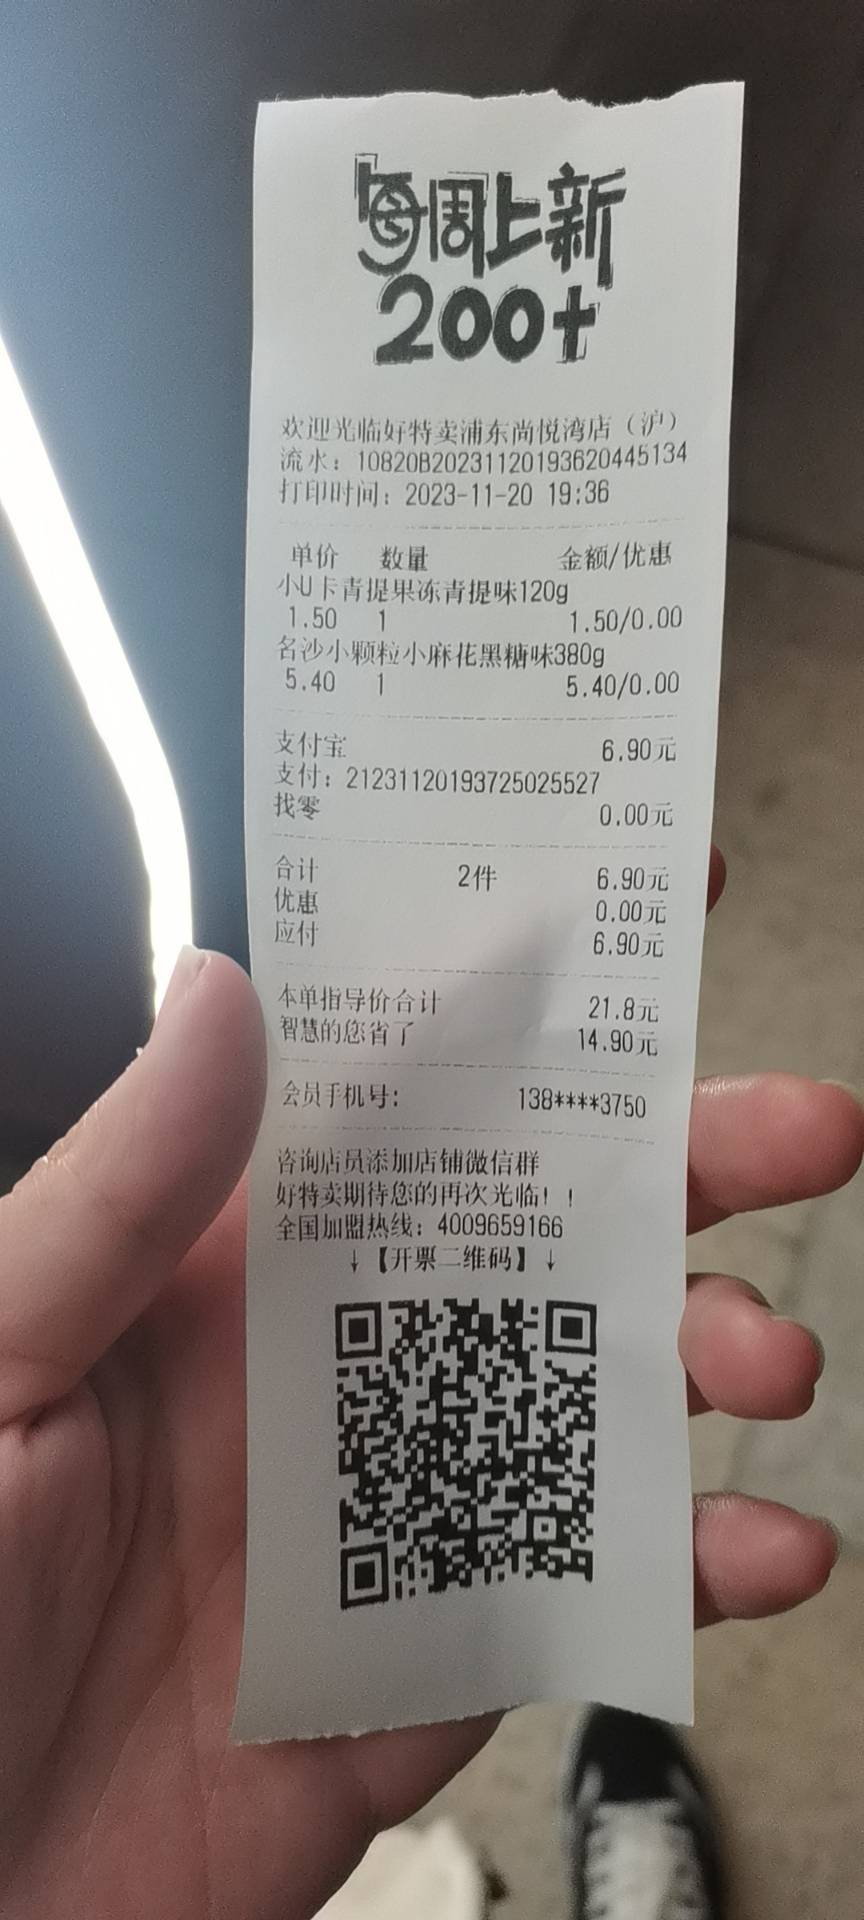 每周上新
200+
欢迎光临好特卖浦东尚悦湾店（沪）
流水：10820B20231120193620445134
打印时间：2023-11-20 19:36
单价 数量 金额/优惠
小U卡青提果冻青提味120g
1.50 1 1.50/0.00
名沙小颗粒小麻花黑糖味380g
5.40 1 5.40/0.00
支付宝 6.90元
支付：21231120193725025527
找零 0.00元
合计 2件 6.90元
优惠 0.00元
应付 6.90元
本单指导价合计 21.8元
智慧的您省了 14.90元
会员手机号： 138****3750
咨询店员添加店铺微信群
好特卖期待您的再次光临！！
全国加盟热线：4009659166
↓【开票二维码】↓